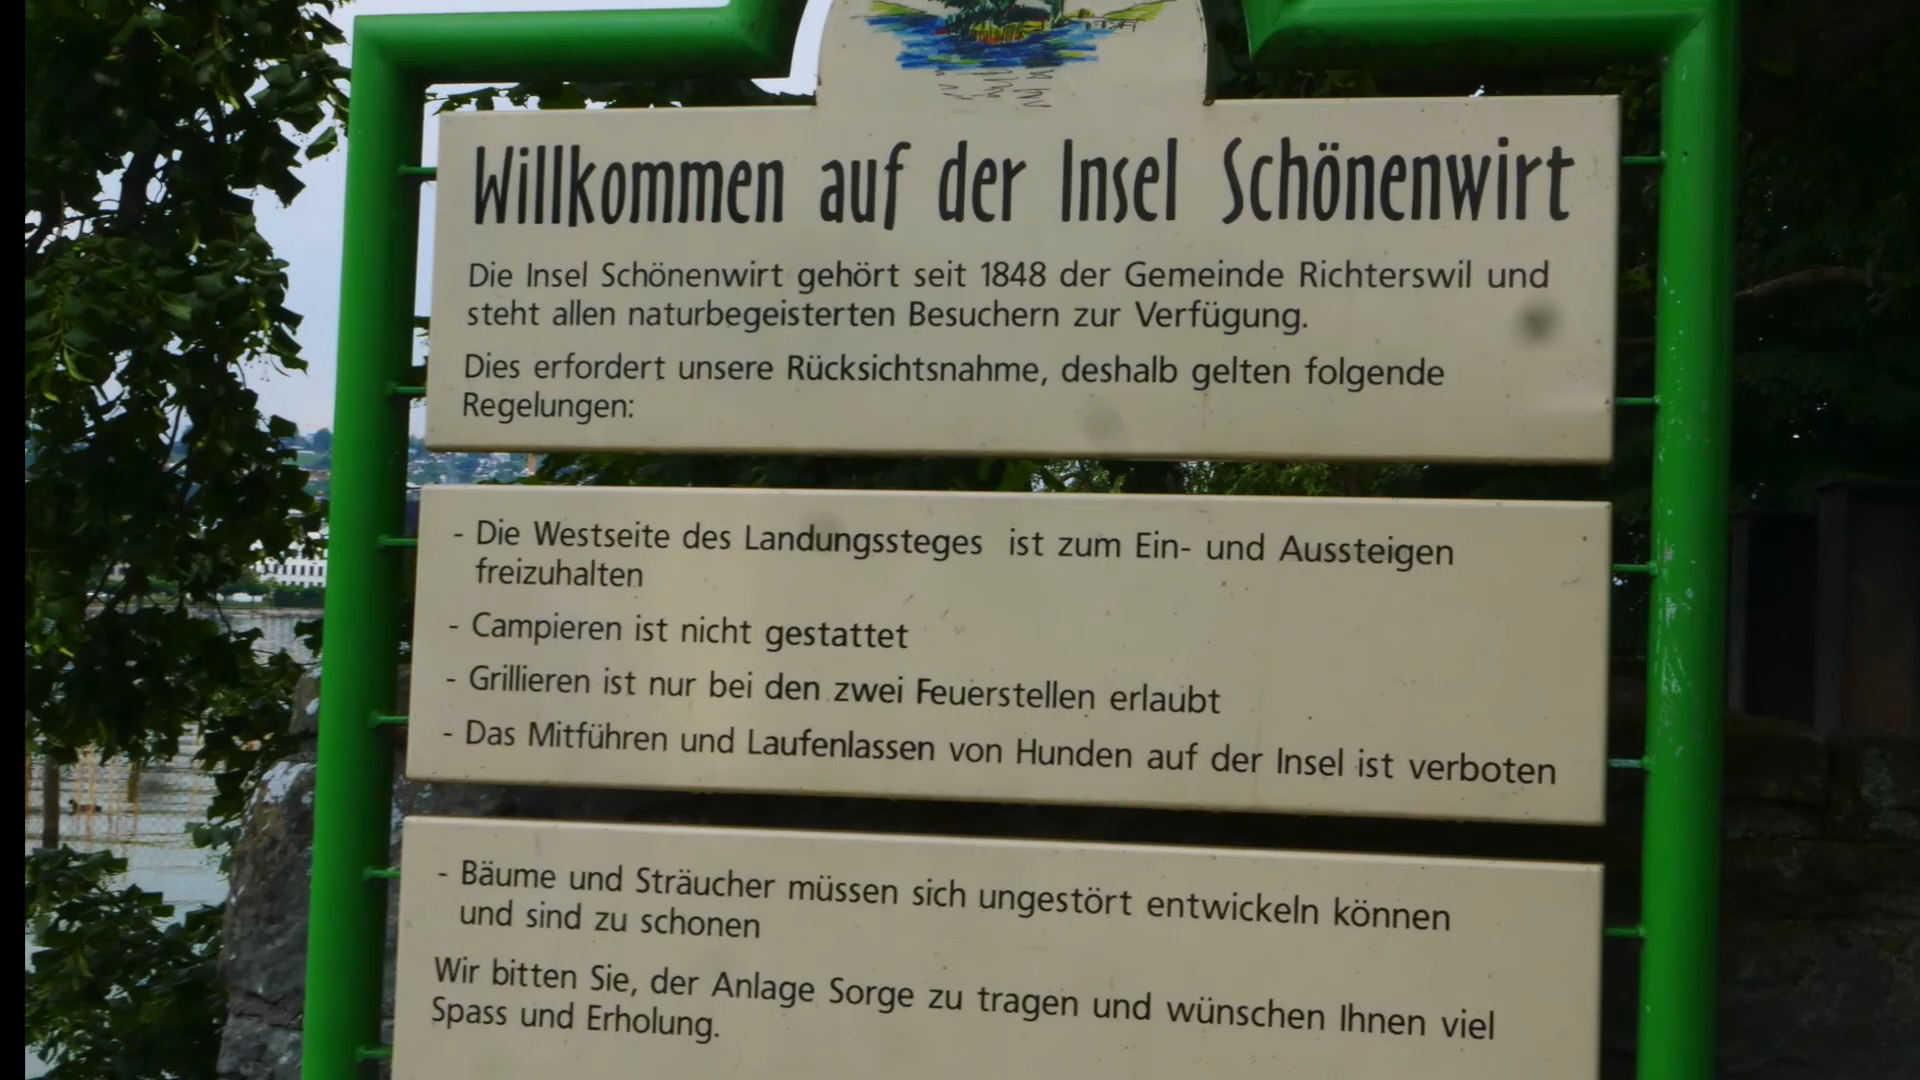 Willkommen auf der Insel Schönenwirt
Die Insel Schönenwirt gehört seit 1848 der Gemeinde Richterswil und
steht allen naturbegeisterten Besuchern zur Verfügung.
Dies erfordert unsere Rücksichtsnahme, deshalb gelten folgende
Regelungen:
- Die Westseite des Landungssteges ist zum Ein- und Aussteigen
freizuhalten
- Campieren ist nicht gestattet
- Grillieren ist nur bei den zwei Feuerstellen erlaubt
- Das Mitführen und Laufenlassen von Hunden auf der Insel ist verboten
- Bäume und Sträucher müssen sich ungestört entwickeln können
und sind zu schonen
Wir bitten Sie, der Anlage Sorge zu tragen und wünschen Ihnen viel
Spass und Erholung.